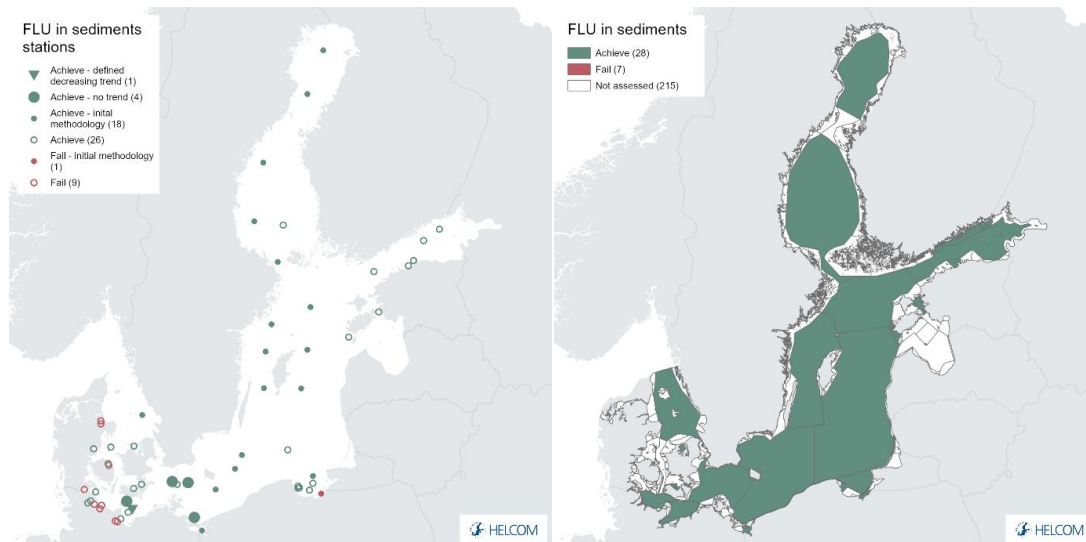 FLU in sediments
stations
Achieve - defined
decreasing trend (1)
Achieve - no trend (4)
Achieve - inital
methodology (18)
Achieve (26)
Fail - initial methodology
(1)
Fail (9)
HELCOM
FLU in sediments
Achieve (28)
Fail (7)
Not assessed (215)
HELCOM